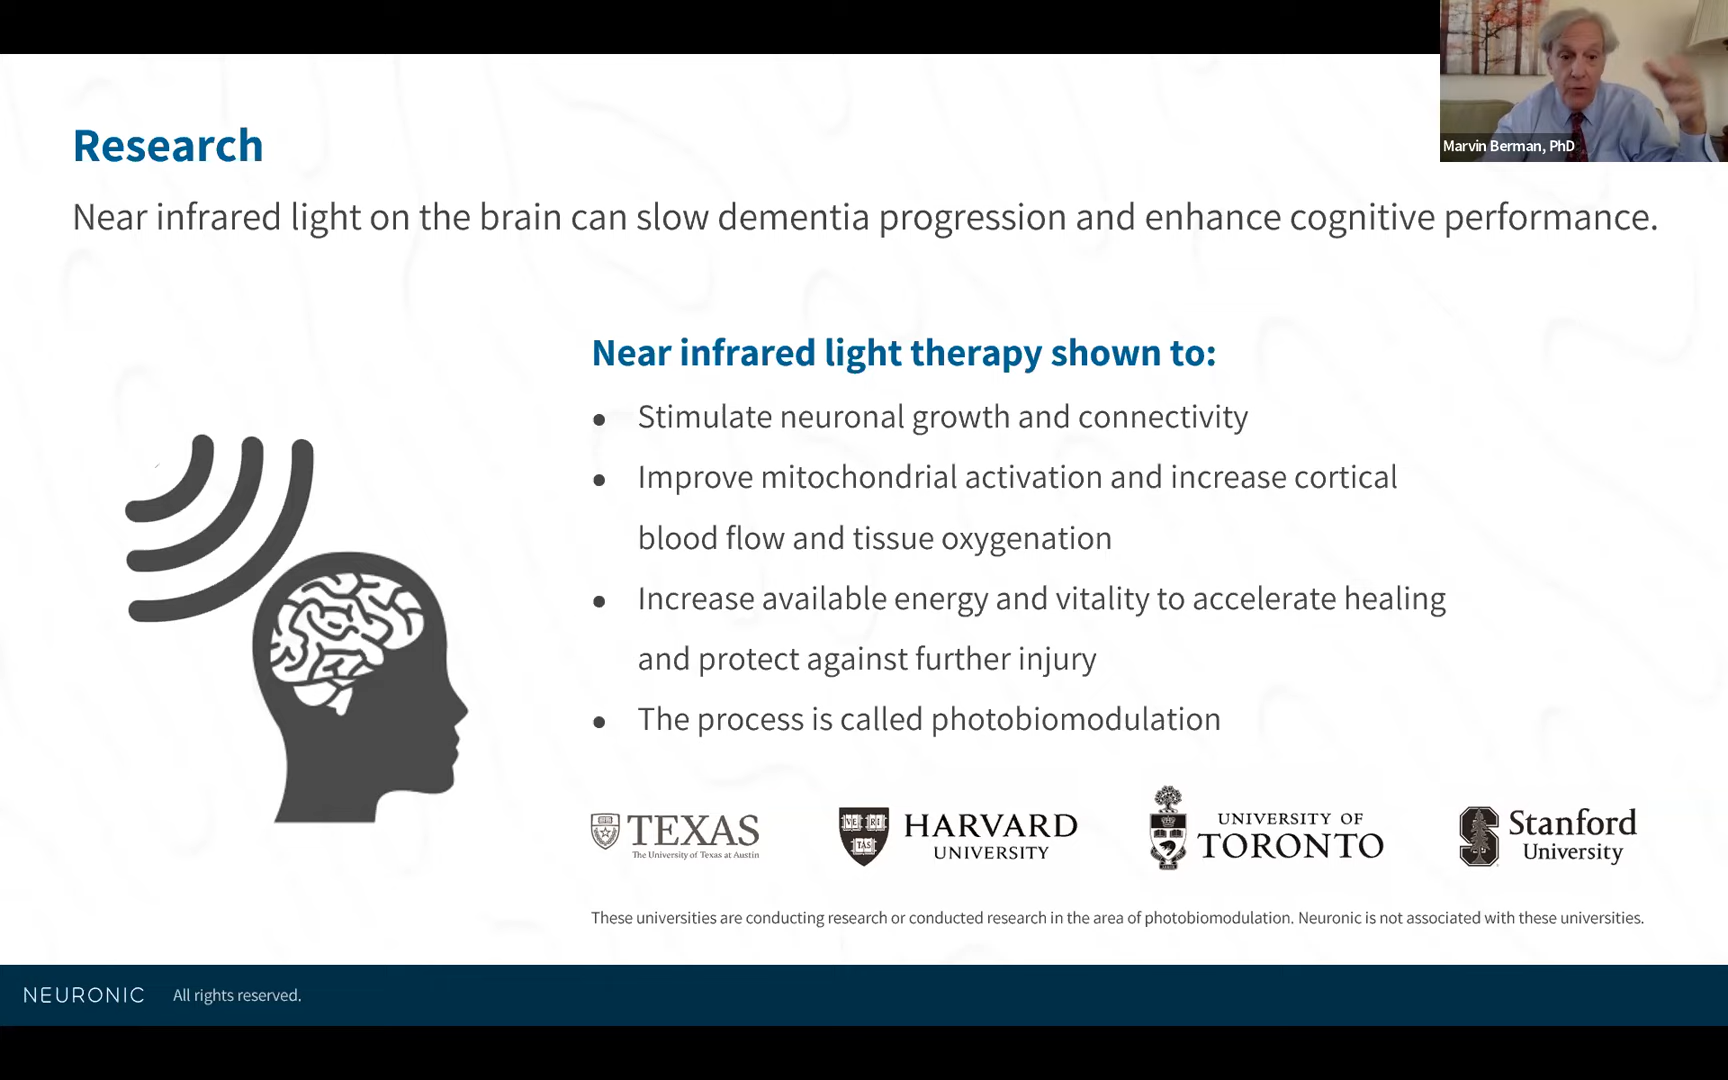 Marvin Berman, PhD
Research
Near infrared light on the brain can slow dementia progression and enhance cognitive performance.
Near infrared light therapy shown to:
• Stimulate neuronal growth and connectivity
• Improve mitochondrial activation and increase cortical
blood flow and tissue oxygenation
• Increase available energy and vitality to accelerate healing
and protect against further injury
• The process is called photobiomodulation
TEXAS
The University of Texas at Austin
VE RI TAS
HARVARD
UNIVERSITY
UNIVERSITY OF
TORONTO
Stanford
University
These universities are conducting research or conducted research in the area of photobiomodulation. Neuronic is not associated with these universities.
NEURONIC All rights reserved.